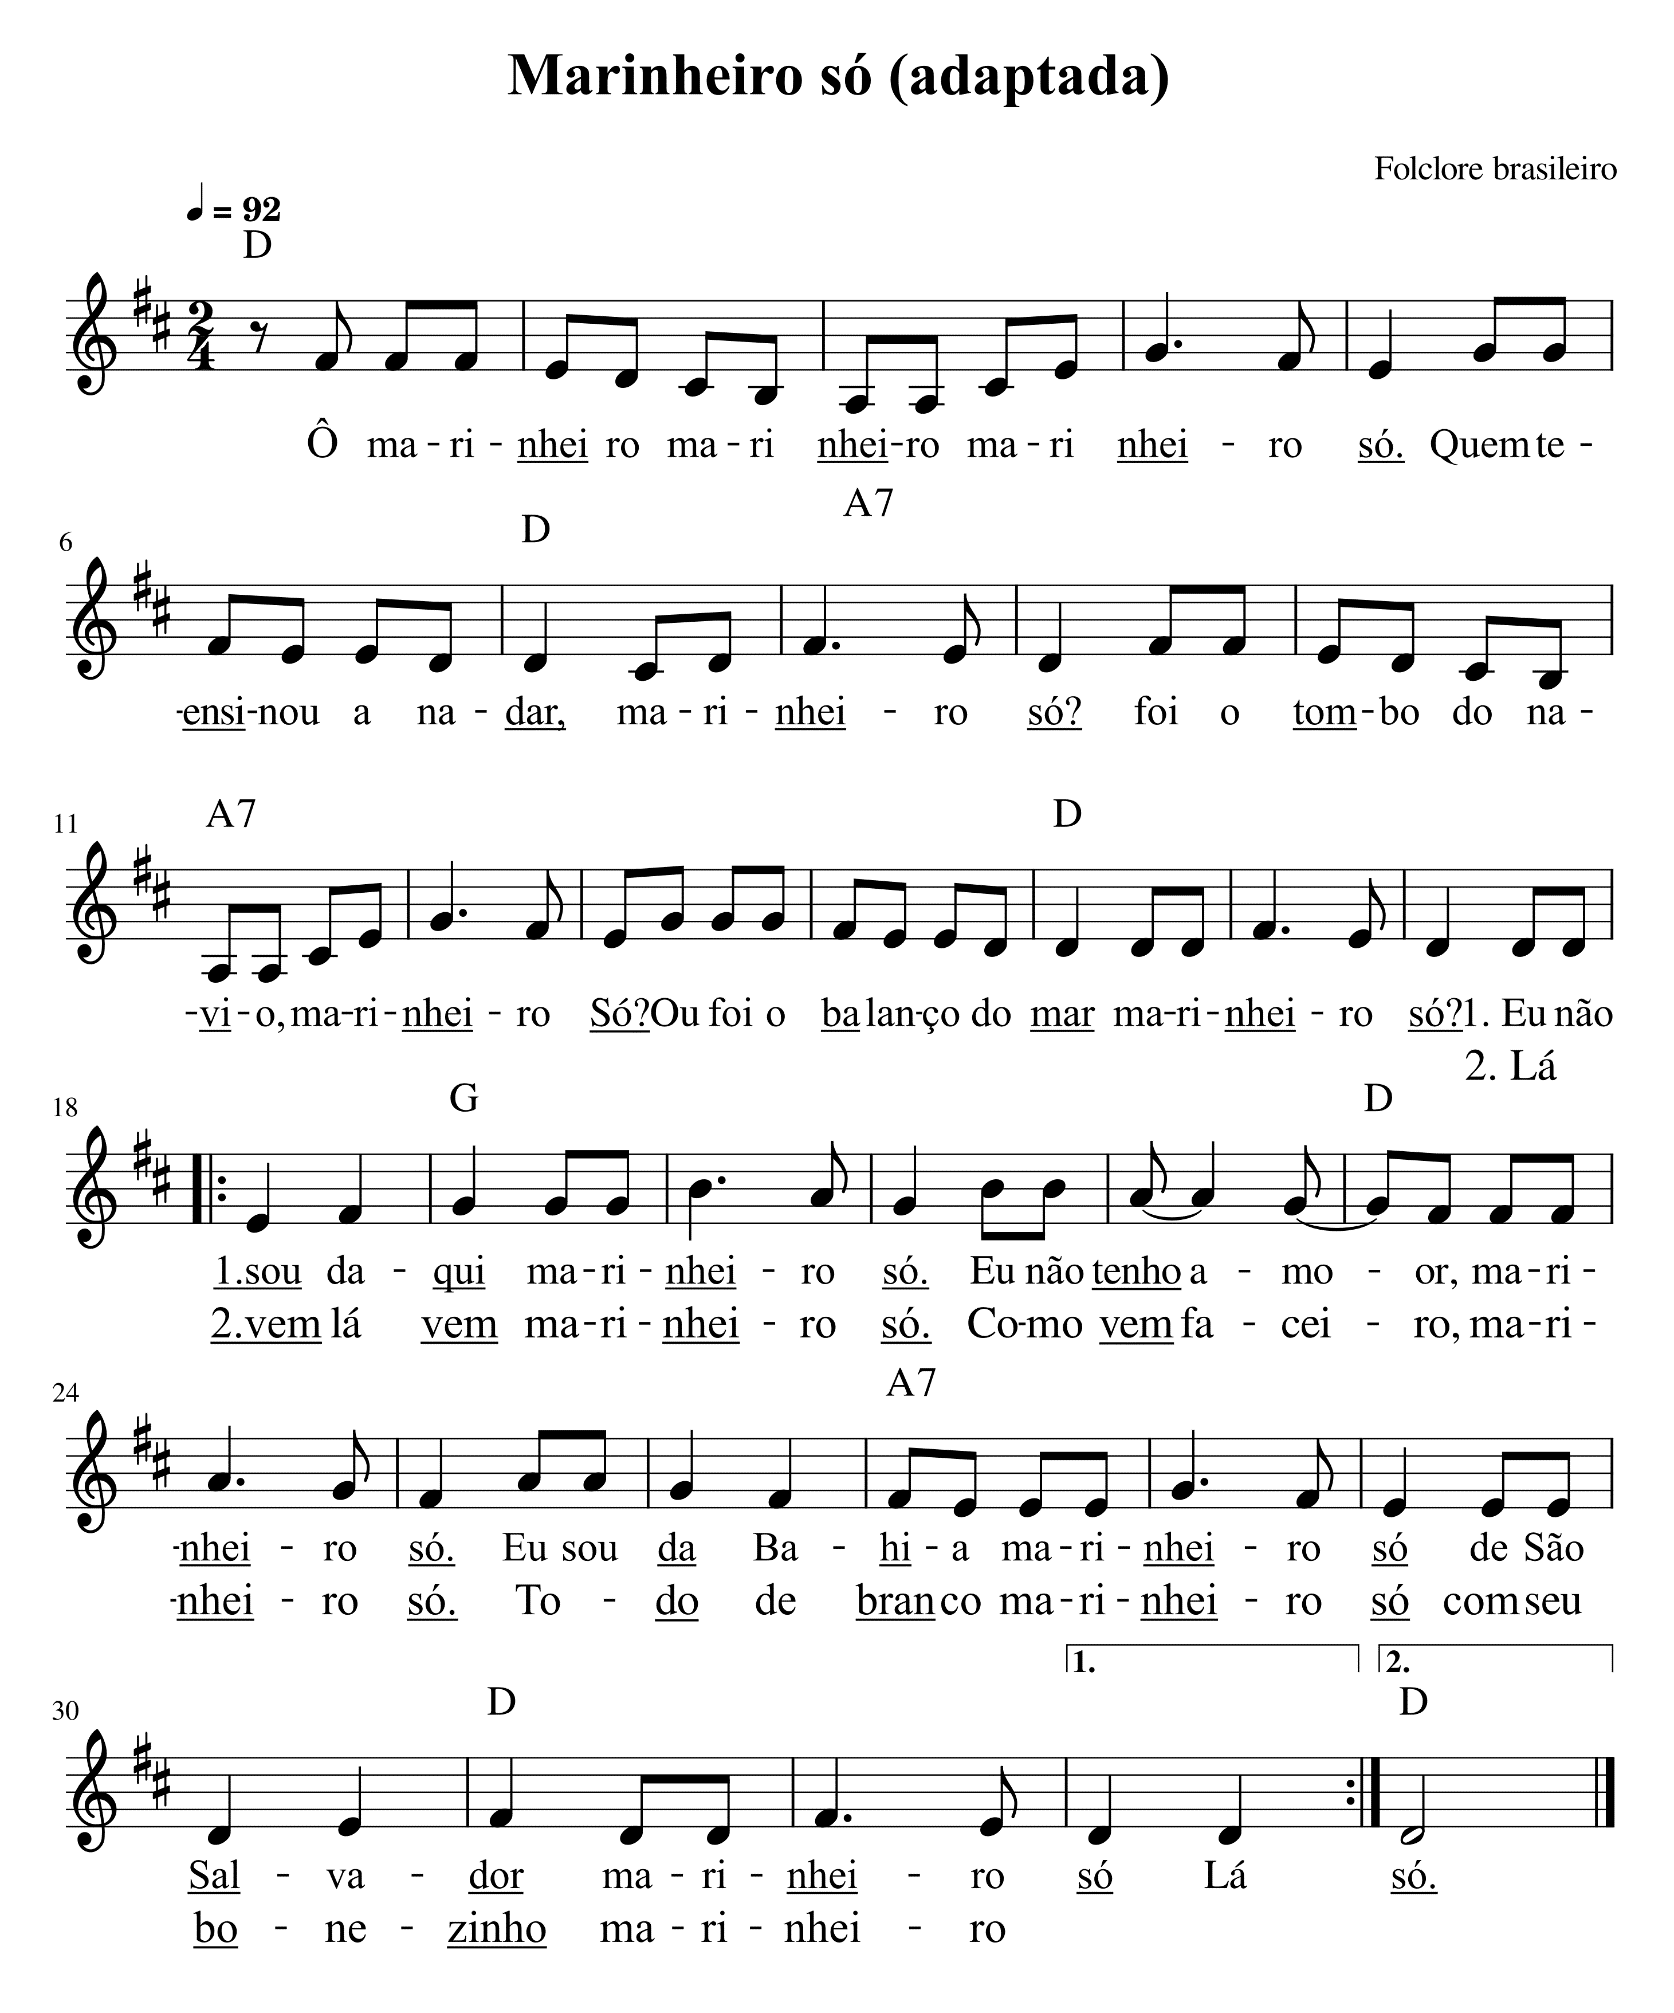 Marinheiro só (adaptada)
Folclore brasileiro
= 92
D
2
4
Ô ma - ri - nhei ro ma - ri nhei - ro ma - ri nhei - ro só. Quem te -
D A7
6
-ensi-nou a na - dar, ma - ri - nhei - ro só? foi o tom - bo do na -
A7 D
11
-vi - o, ma - ri - nhei - ro Só?Ou foi o ba lan-ço do mar ma-ri-nhei - ro só?1. Eu não
2. Lá
G D
18
1.sou da - qui ma - ri - nhei - ro só. Eu não tenho a - mo - or, ma - ri -
2.vem lá vem ma - ri - nhei - ro só. Co-mo vem fa - cei - ro, ma - ri -
A7
24
-nhei - ro só. Eu sou da Ba - hi - a ma - ri - nhei - ro só de São
-nhei - ro só. To - do de bran co ma - ri - nhei - ro só com seu
1. 2.
D D
30
Sal - va - dor ma - ri - nhei - ro só Lá só.
bo - ne - zinho ma - ri - nhei - ro